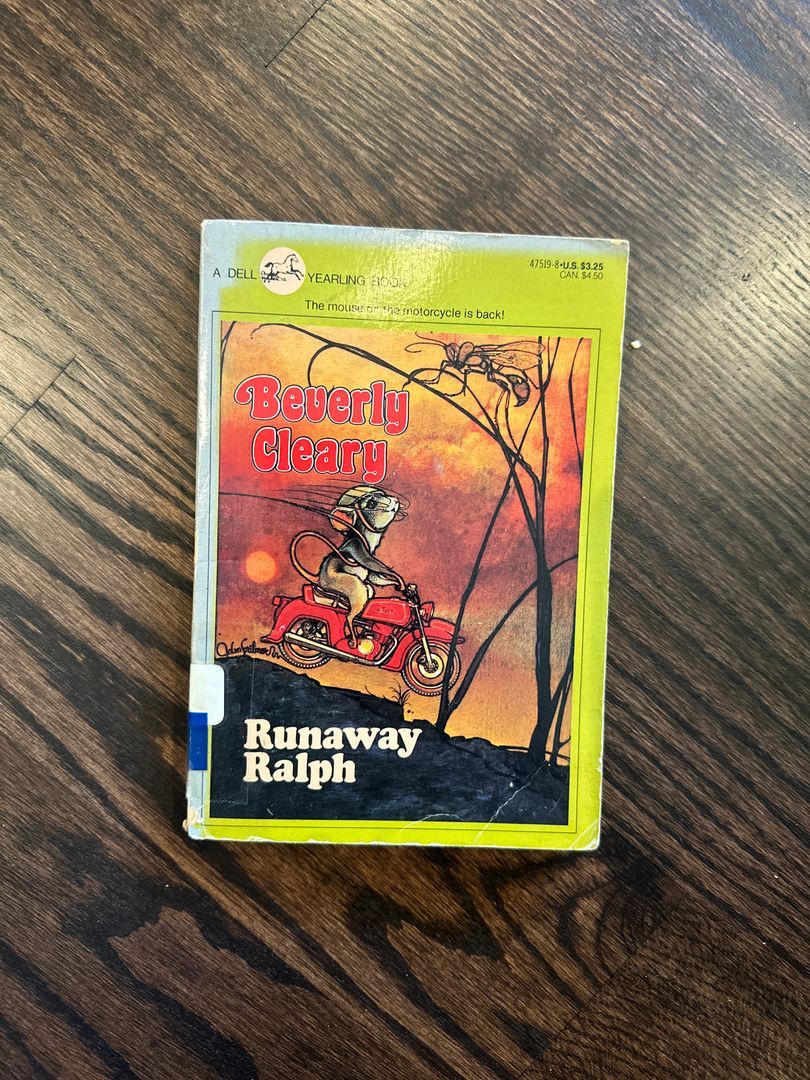 A DELL YEARLING BOOK
47519-8•U.S. $3.25
CAN. $4.50
The mouse on the motorcycle is back!
Beverly
Cleary
Runaway
Ralph